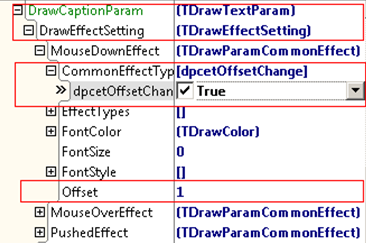 DrawCaptionParam (TDrawTextParam)
DrawEffectSetting (TDrawEffectSetting)
MouseDownEffect (TDrawParamCommonEffect)
CommonEffectTyp [dpcetOffsetChange]
dpcetOffsetChan True
EffectTypes []
FontColor (TDrawColor)
FontSize 0
FontStyle []
Offset 1
MouseOverEffect (TDrawParamCommonEffect)
PushedEffect (TDrawParamCommonEffect)